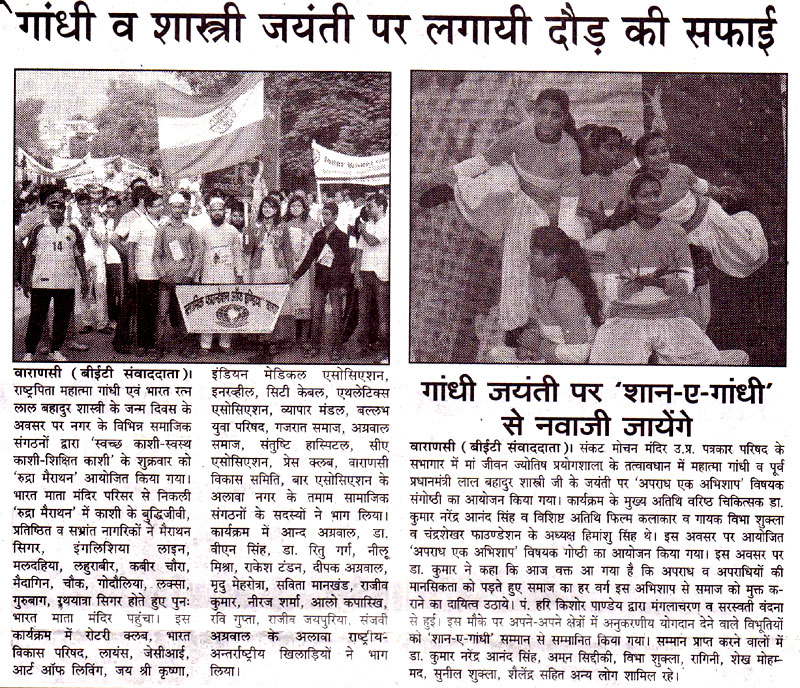 गांधी व शास्त्री जयंती पर लगायी दौड़ की सफाई
वाराणसी (बीईटी संवाददाता)।
राष्ट्रपिता महात्मा गांधी एवं भारत रत्न
लाल बहादुर शास्त्री के जन्म दिवस के
अवसर पर नगर के विभिन्न समाजिक
संगठनों द्वारा 'स्वच्छ काशी-स्वस्थ
काशी-शिक्षित काशी' के शुक्रवार को
'रुद्रा मैराथन' आयोजित किया गया।
भारत माता मंदिर परिसर से निकली
'रुद्रा मैराथन' में काशी के बुद्धिजीवी,
प्रतिष्ठित व सभ्रांत नागरिकों ने मैराथन
सिगर, इंगलिशिया लाइन,
मलदहिया, लहुराबीर, कबीर चौरा,
मैदागिन, चौक, गोदौलिया, लक्सा,
गुरुबाग, रथयात्रा सिगर होते हुए पुनः
भारत माता मंदिर पहुंचा। इस
कार्यक्रम में रोटरी क्लब, भारत
विकास परिषद, लायंस, जेसीआई,
आर्ट ऑफ लिविंग, जय श्री कृष्णा,
इंडियन मेडिकल एसोसिएशन,
इनरव्हील, सिटी केबल, एथलेटिक्स
एसोसिएशन, व्यापार मंडल, बल्लभ
युवा परिषद, गजरात समाज, अग्रवाल
समाज, संतुष्टि हास्पिटल, सीए
एसोसिएशन, प्रेस क्लब, वाराणसी
विकास समिति, बार एसोसिएशन के
अलावा नगर के तमाम सामाजिक
संगठनों के सदस्यों ने भाग लिया।
कार्यक्रम में आन्द अग्रवाल, डा.
वीएन सिंह, डा. रितु गर्ग, नीलू
मिश्रा, राकेश टंडन, दीपक अग्रवाल,
मृदु मेहरोत्रा, सविता मानखंड, राजीव
कुमार, नीरज शर्मा, आलो कपारिख,
रवि गुप्ता, राजीव जयपुरिया, संजवी
अग्रवाल के अलावा राष्ट्रीय-
अन्तर्राष्ट्रीय खिलाड़ियों ने भाग
लिया।
गांधी जयंती पर 'शान-ए-गांधी'
से नवाजी जायेंगे
वाराणसी (बीईटी संवाददाता)। संकट मोचन मंदिर उ.प्र. पत्रकार परिषद के
सभागार में मां जीवन ज्योतिष प्रयोगशाला के तत्वावधान में महात्मा गांधी व पूर्व
प्रधानमंत्री लाल बहादुर शास्त्री जी के जयंती पर 'अपराध एक अभिशाप' विषयक
संगोष्ठी का आयोजन किया गया। कार्यक्रम के मुख्य अतिथि वरिष्ठ चिकित्सक डा.
कुमार नरेंद्र आनंद सिंह व विशिष्ट अतिथि फिल्म कलाकार व गायक विभा शुक्ला
व चंद्रशेखर फाउण्डेशन के अध्यक्ष हिमांशु सिंह थे। इस अवसर पर आयोजित
'अपराध एक अभिशाप' विषयक गोष्ठी का आयोजन किया गया। इस अवसर पर
डा. कुमार ने कहा कि आज वक्त आ गया है कि अपराध व अपराधियों की
मानसिकता को पड़ते हुए समाज का हर वर्ग इस अभिशाप से समाज को मुक्त क-
राने का दायित्व उठाये। पं. हरि किशोर पाण्डेय द्वारा मंगलाचरण व सरस्वती वंदना
से हुई। इस मौके पर अपने-अपने क्षेत्रों में अनुकरणीय योगदान देने वाले विभूतियों
को 'शान-ए-गांधी' सम्मान से सम्मानित किया गया। सम्मान प्राप्त करने वालों में
डा. कुमार नरेंद्र आनंद सिंह, अमन सिद्दीकी, विभा शुक्ला, रागिनी, शेख मोहम-
मद, सुनील शुक्ला, शैलेंद्र सहित अन्य लोग शामिल रहे।
14